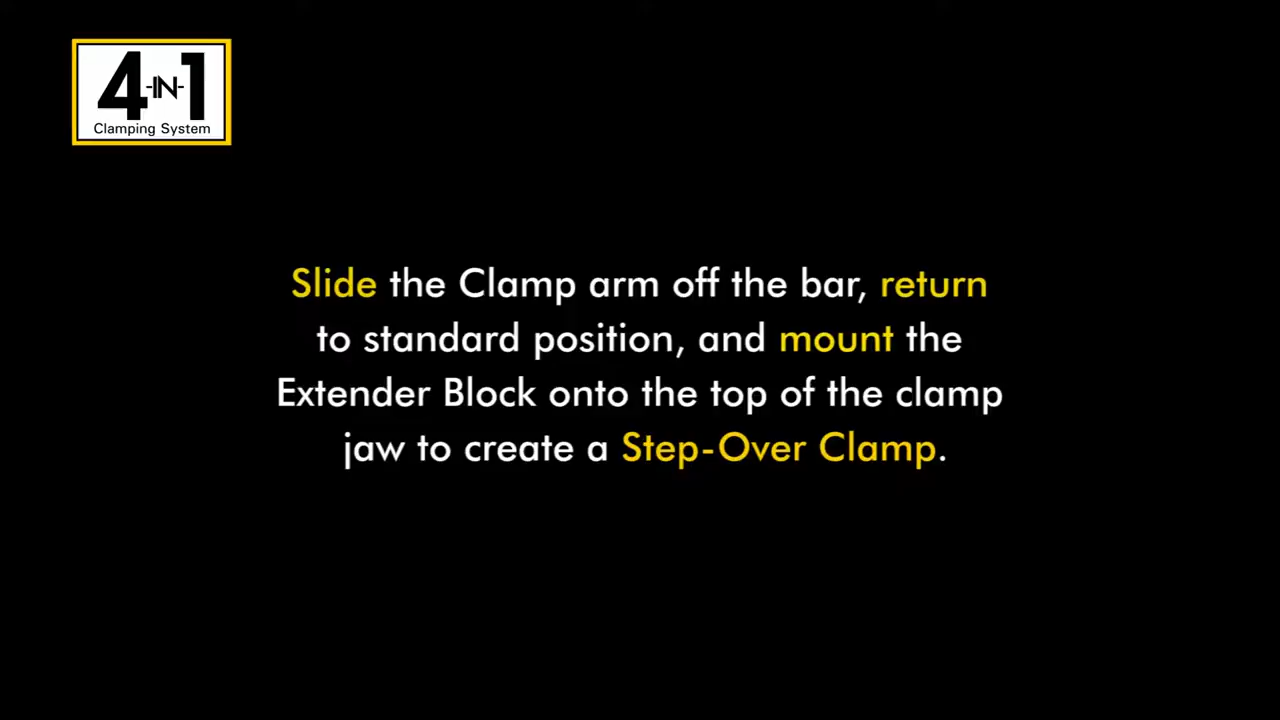 4-IN-1
Clamping System
Slide the Clamp arm off the bar, return
to standard position, and mount the
Extender Block onto the top of the clamp
jaw to create a Step-Over Clamp.